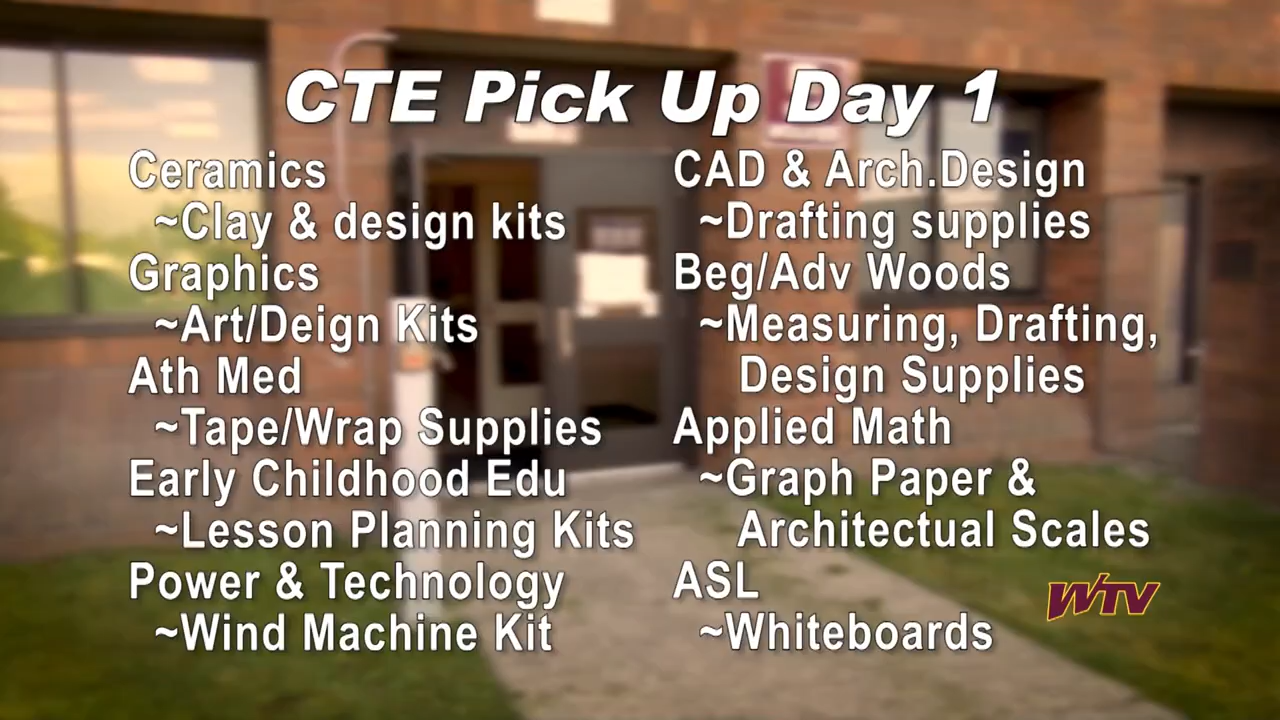 CTE Pick Up Day 1
Ceramics
~Clay & design kits
Graphics
~Art/Deign Kits
Ath Med
~Tape/Wrap Supplies
Early Childhood Edu
~Lesson Planning Kits
Power & Technology
~Wind Machine Kit
CAD & Arch.Design
~Drafting supplies
Beg/Adv Woods
~Measuring, Drafting,
Design Supplies
Applied Math
~Graph Paper &
Architectual Scales
ASL
~Whiteboards
WTV